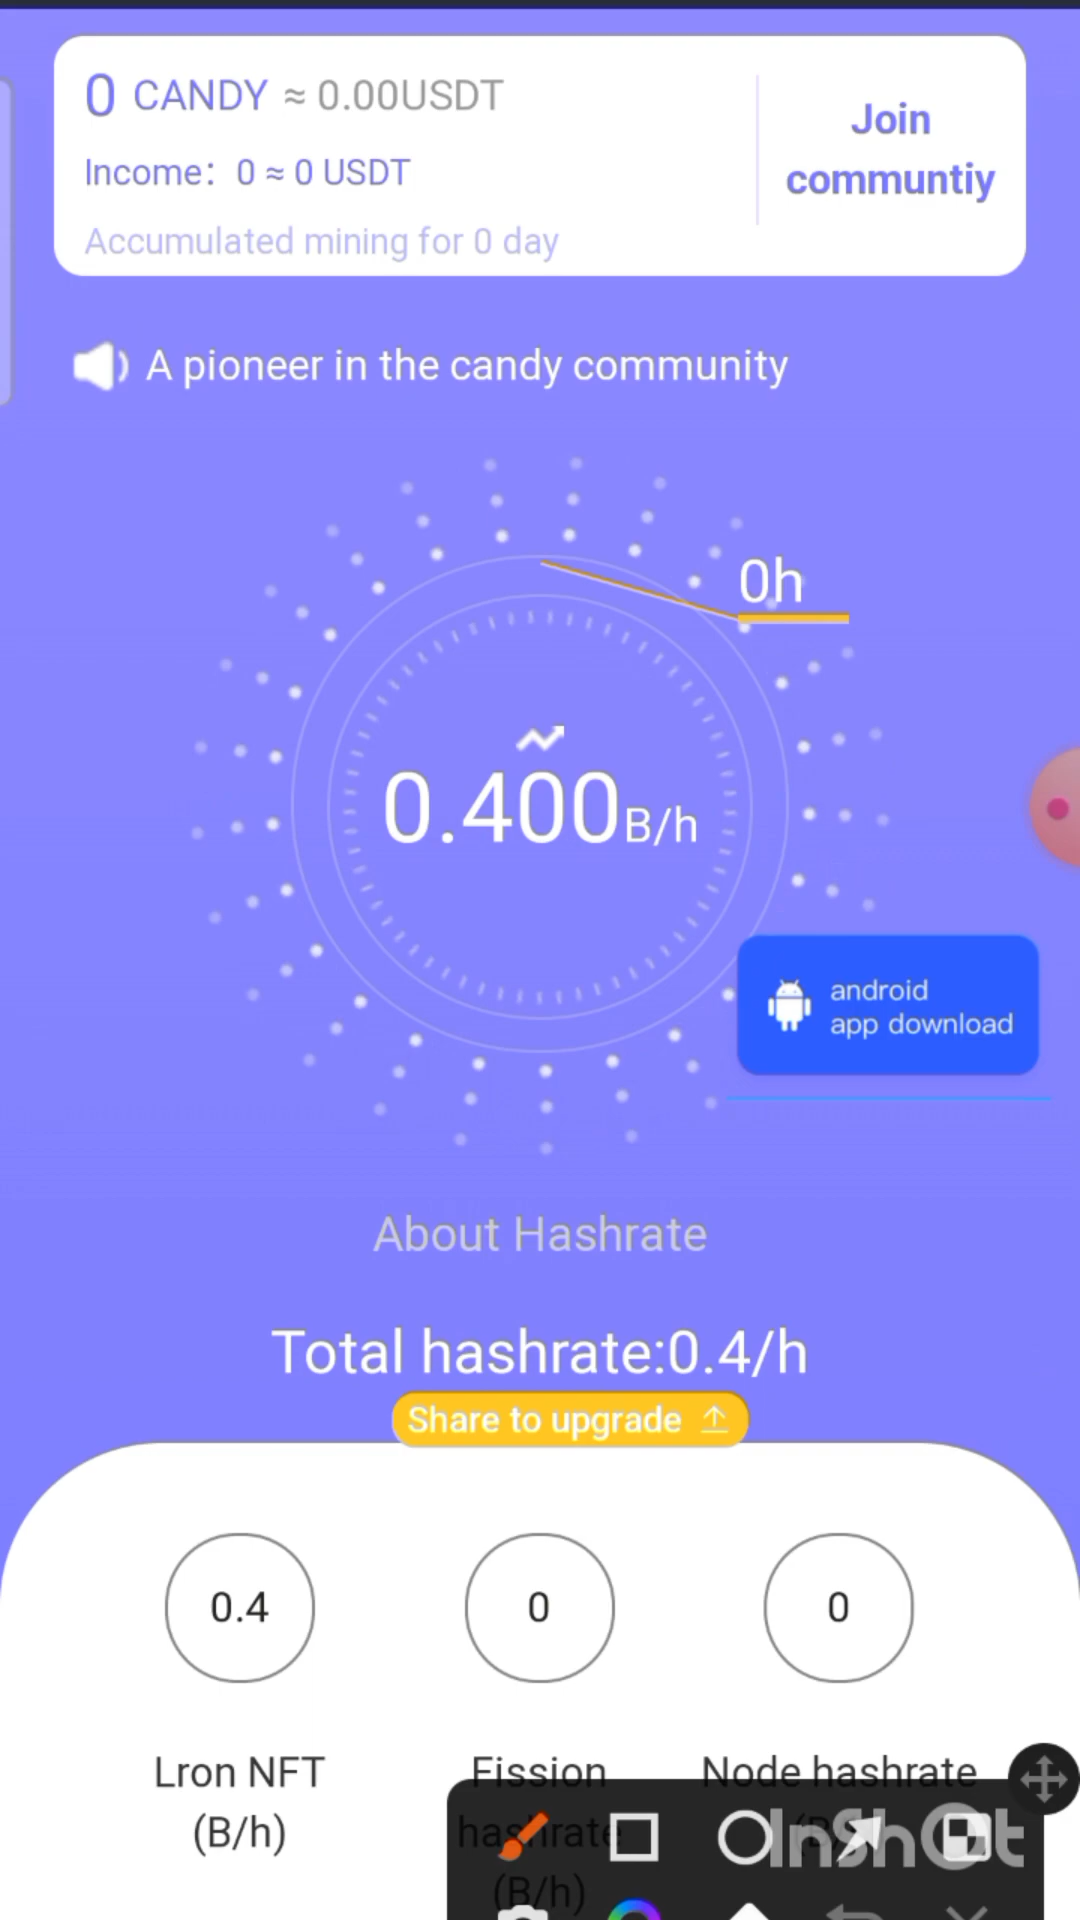 0 CANDY ≈ 0.00USDT
Income: 0 ≈ 0 USDT
Accumulated mining for 0 day
Join
communtiy
A pioneer in the candy community
0h
0.400B/h
android
app download
About Hashrate
Total hashrate:0.4/h
Share to upgrade
0.4
0
0
Lron NFT
(B/h)
Fission
hashrate
(B/h)
Node hashrate
InShOt